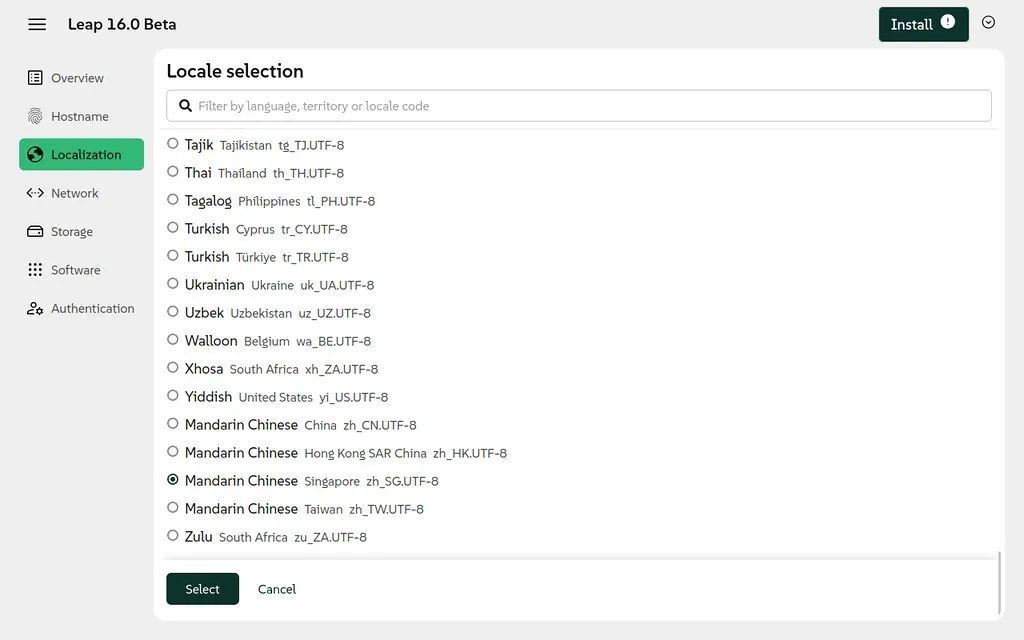 Leap 16.0 Beta
Install
Overview
Hostname
Localization
Network
Storage
Software
Authentication
Locale selection
Filter by language, territory or locale code
Tajik Tajikistan tg_TJ.UTF-8
Thai Thailand th_TH.UTF-8
Tagalog Philippines tl_PH.UTF-8
Turkish Cyprus tr_CY.UTF-8
Turkish Türkiye tr_TR.UTF-8
Ukrainian Ukraine uk_UA.UTF-8
Uzbek Uzbekistan uz_UZ.UTF-8
Walloon Belgium wa_BE.UTF-8
Xhosa South Africa xh_ZA.UTF-8
Yiddish United States yi_US.UTF-8
Mandarin Chinese China zh_CN.UTF-8
Mandarin Chinese Hong Kong SAR China zh_HK.UTF-8
Mandarin Chinese Singapore zh_SG.UTF-8
Mandarin Chinese Taiwan zh_TW.UTF-8
Zulu South Africa zu_ZA.UTF-8
Select Cancel